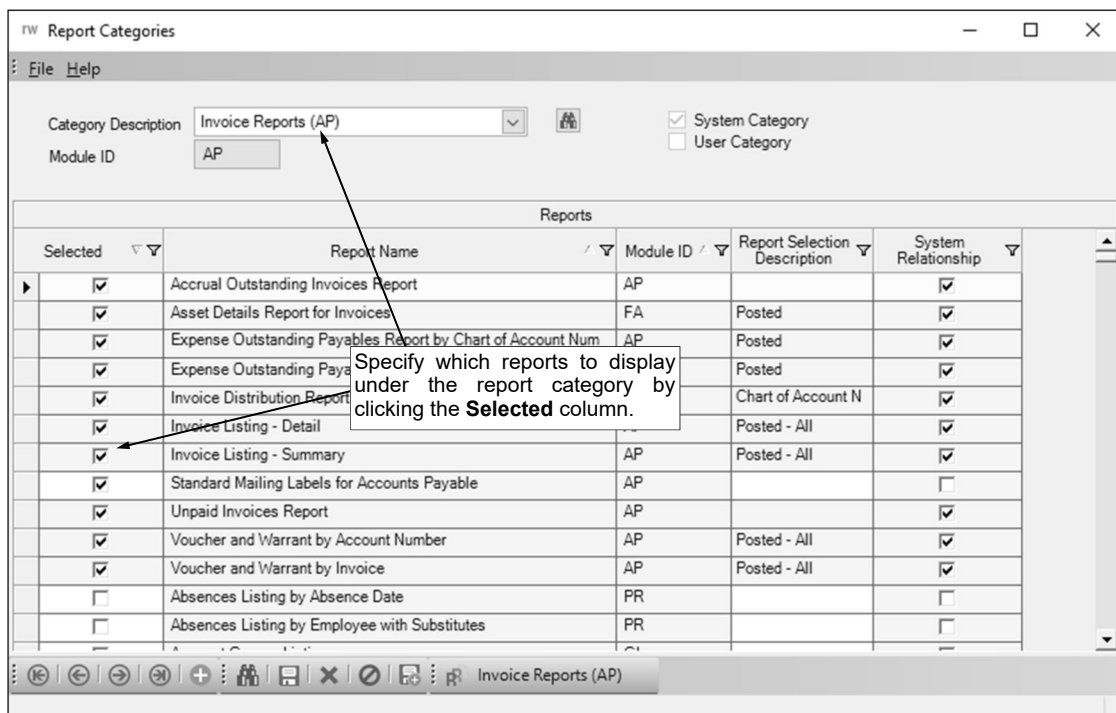 rw Report Categories
File Help
Category Description Invoice Reports (AP) System Category
User Category
Module ID AP
Reports
Selected Report Name Module ID Report Selection Description System Relationship
Accrual Outstanding Invoices Report AP
Asset Details Report for Invoices FA Posted
Expense Outstanding Payables Report by Chart of Account Num AP Posted
Expense Outstanding Paya Posted
Invoice Distribution Report Chart of Account N
Specify which reports to display
under the report category by
clicking the Selected column.
Invoice Listing - Detail Posted - All
Invoice Listing - Summary AP Posted - All
Standard Mailing Labels for Accounts Payable AP
Unpaid Invoices Report AP
Voucher and Warrant by Account Number AP Posted - All
Voucher and Warrant by Invoice AP Posted - All
Absences Listing by Absence Date PR
Absences Listing by Employee with Substitutes PR
Invoice Reports (AP)